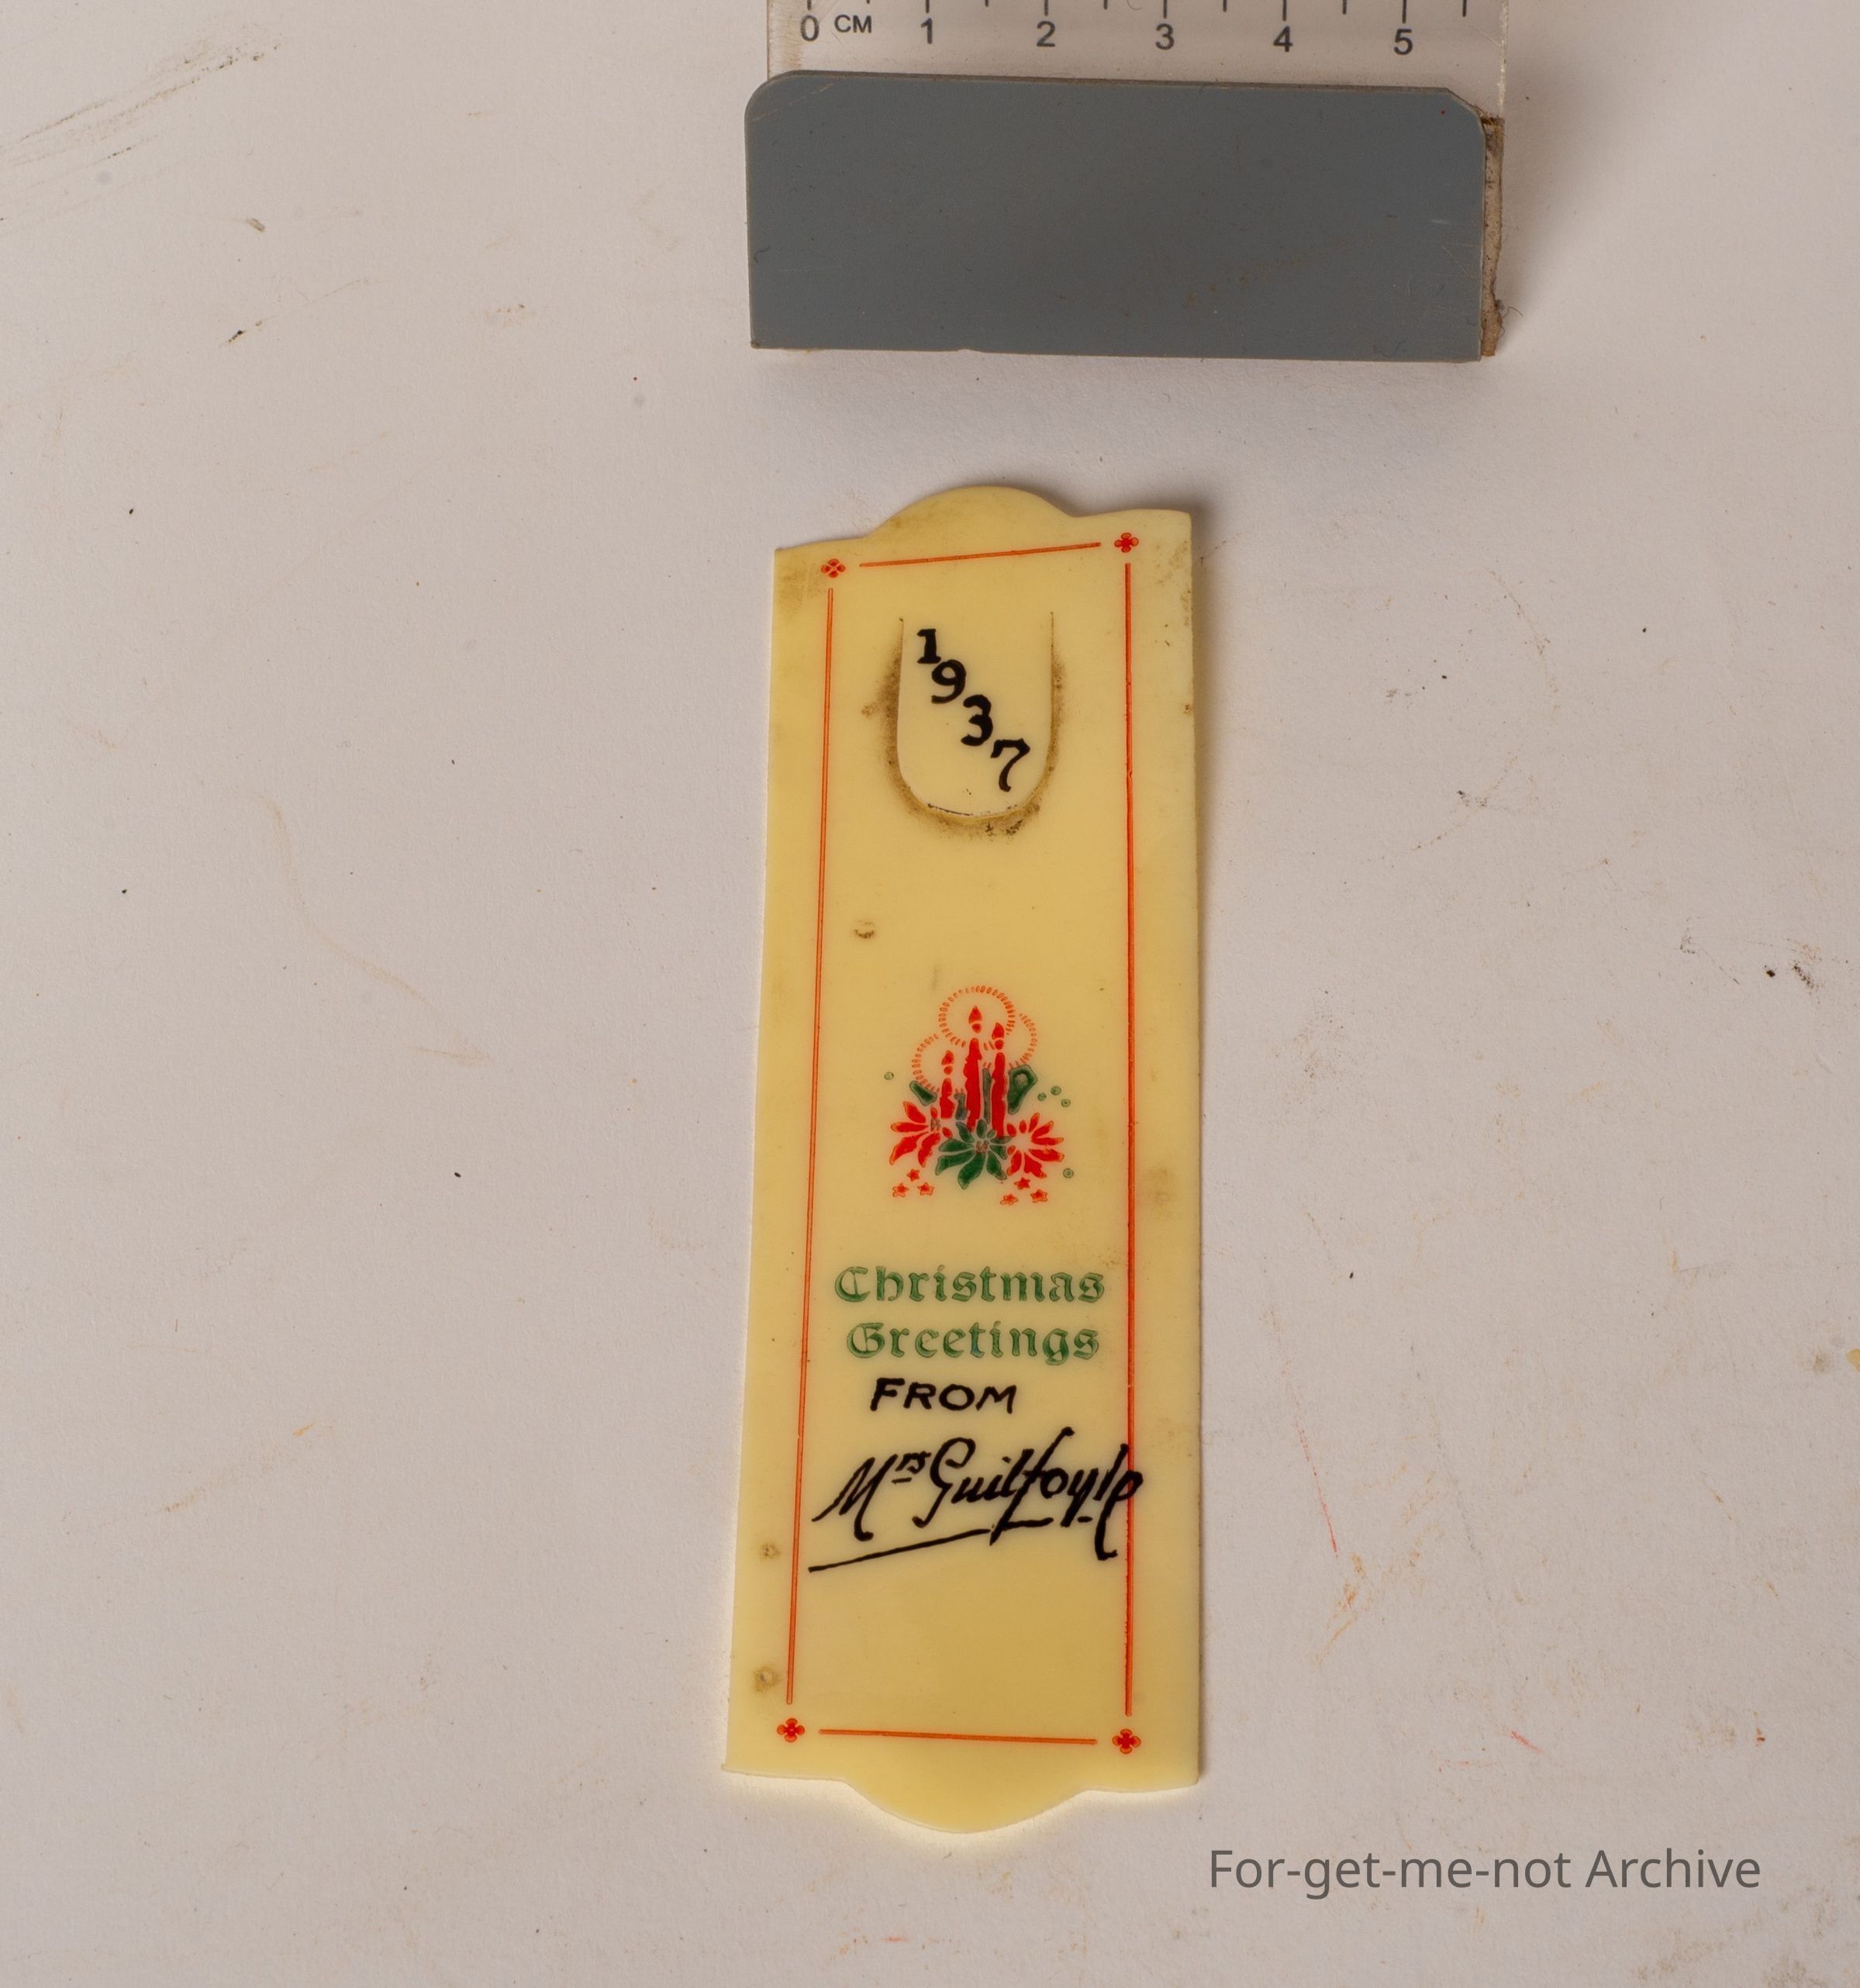 0 CM 1 2 3 4 5
1937
Christmas
Greetings
FROM
Mrs Guilfoyle
For-get-me-not Archive